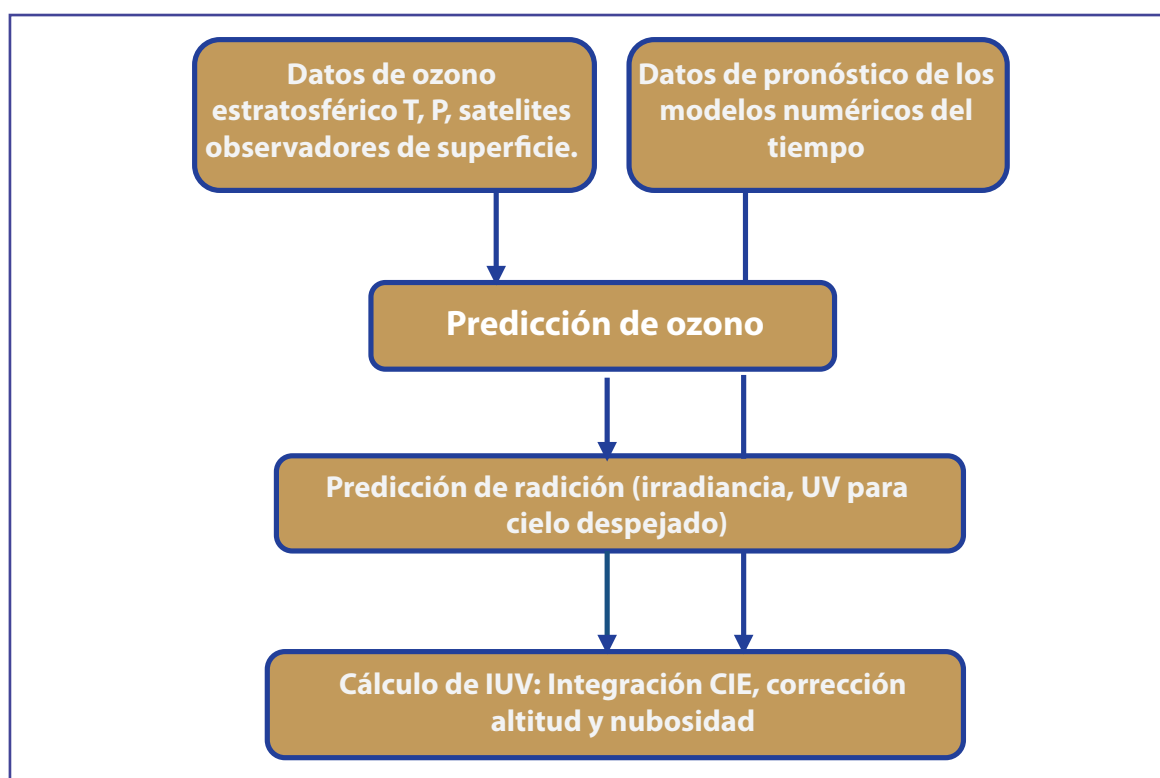 Datos de ozono
estratosférico T, P, satelites
observadores de superficie.
Datos de pronóstico de los
modelos numéricos del
tiempo
Predicción de ozono
Predicción de radición (irradiancia, UV para
cielo despejado)
Cálculo de IUV: Integración CIE, corrección
altitud y nubosidad